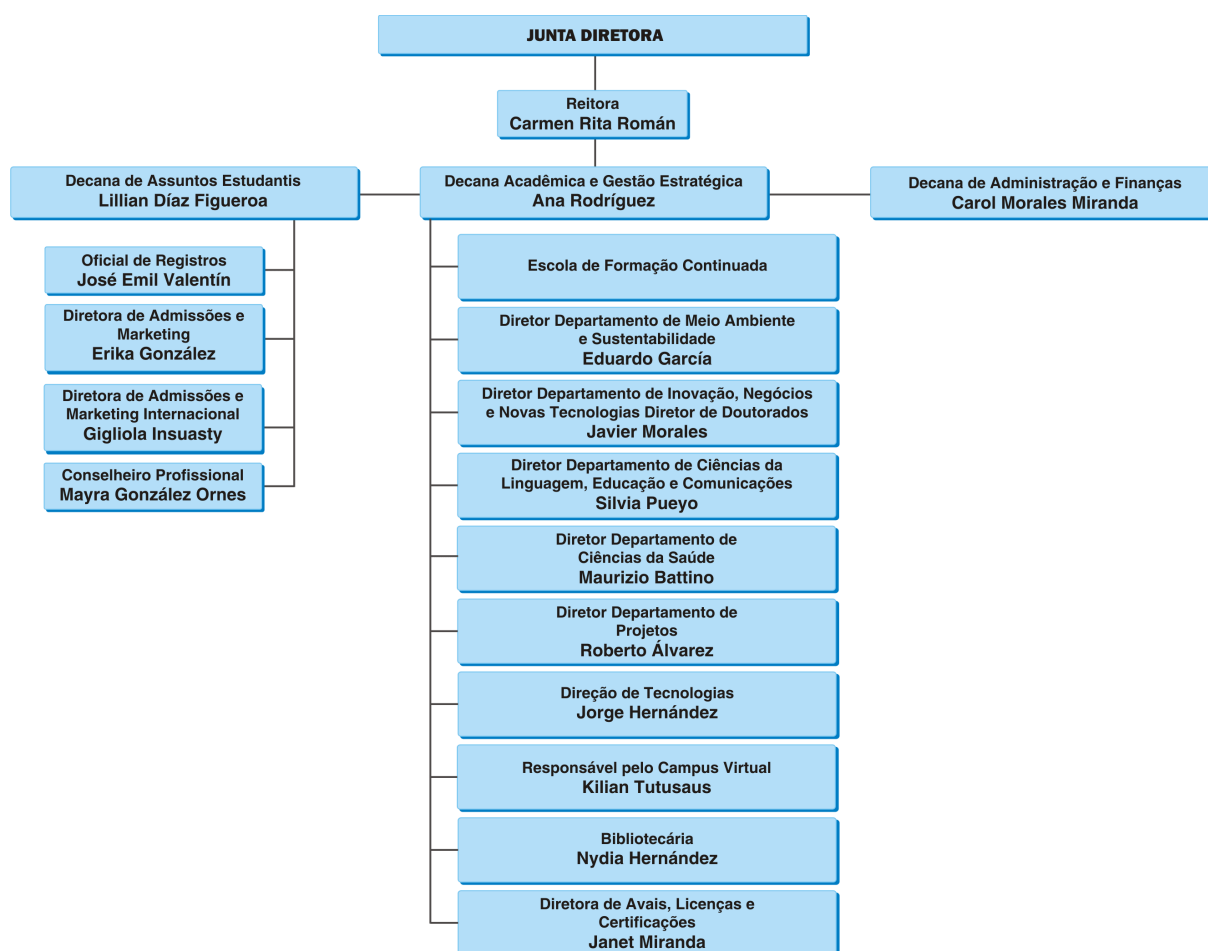 JUNTA DIRETORA
Reitora
Carmen Rita Román
Decana de Assuntos Estudantis
Lillian Díaz Figueroa
Decana Acadêmica e Gestão Estratégica
Ana Rodríguez
Decana de Administração e Finanças
Carol Morales Miranda
Oficial de Registros
José Emil Valentín
Diretora de Admissões e
Marketing
Erika González
Diretora de Admissões e
Marketing Internacional
Gigliola Insuasty
Conselheiro Profissional
Mayra González Ornes
Escola de Formação Continuada
Diretor Departamento de Meio Ambiente
e Sustentabilidade
Eduardo García
Diretor Departamento de Inovação, Negócios
e Novas Tecnologias Diretor de Doutorados
Javier Morales
Diretor Departamento de Ciências da
Linguagem, Educação e Comunicações
Silvia Pueyo
Diretor Departamento de
Ciências da Saúde
Maurizio Battino
Diretor Departamento de
Projetos
Roberto Álvarez
Direção de Tecnologias
Jorge Hernández
Responsável pelo Campus Virtual
Kilian Tutusaus
Bibliotecária
Nydia Hernández
Diretora de Avais, Licenças e
Certificações
Janet Miranda